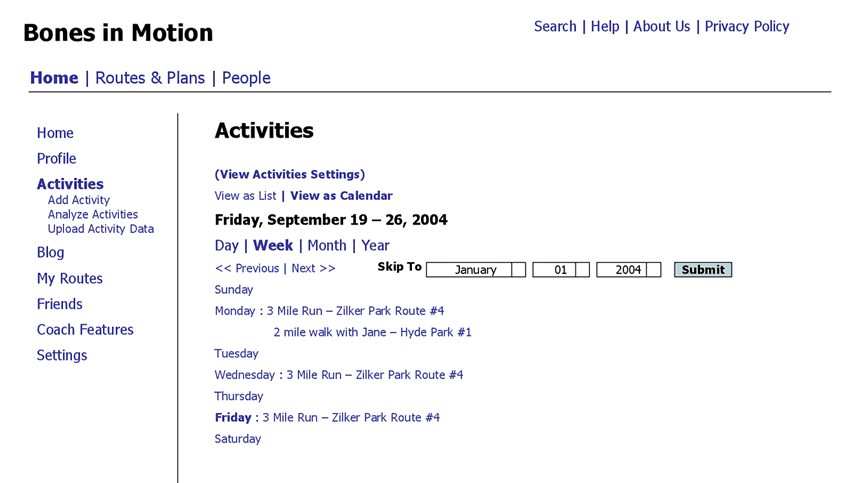 Bones in Motion
Search | Help | About Us | Privacy Policy
Home | Routes & Plans | People
Home
Profile
Activities
Add Activity
Analyze Activities
Upload Activity Data
Blog
My Routes
Friends
Coach Features
Settings
Activities
(View Activities Settings)
View as List | View as Calendar
Friday, September 19 – 26, 2004
Day | Week | Month | Year
<< Previous | Next >> Skip To January 01 2004 Submit
Sunday
Monday : 3 Mile Run – Zilker Park Route #4
2 mile walk with Jane – Hyde Park #1
Tuesday
Wednesday : 3 Mile Run – Zilker Park Route #4
Thursday
Friday : 3 Mile Run – Zilker Park Route #4
Saturday